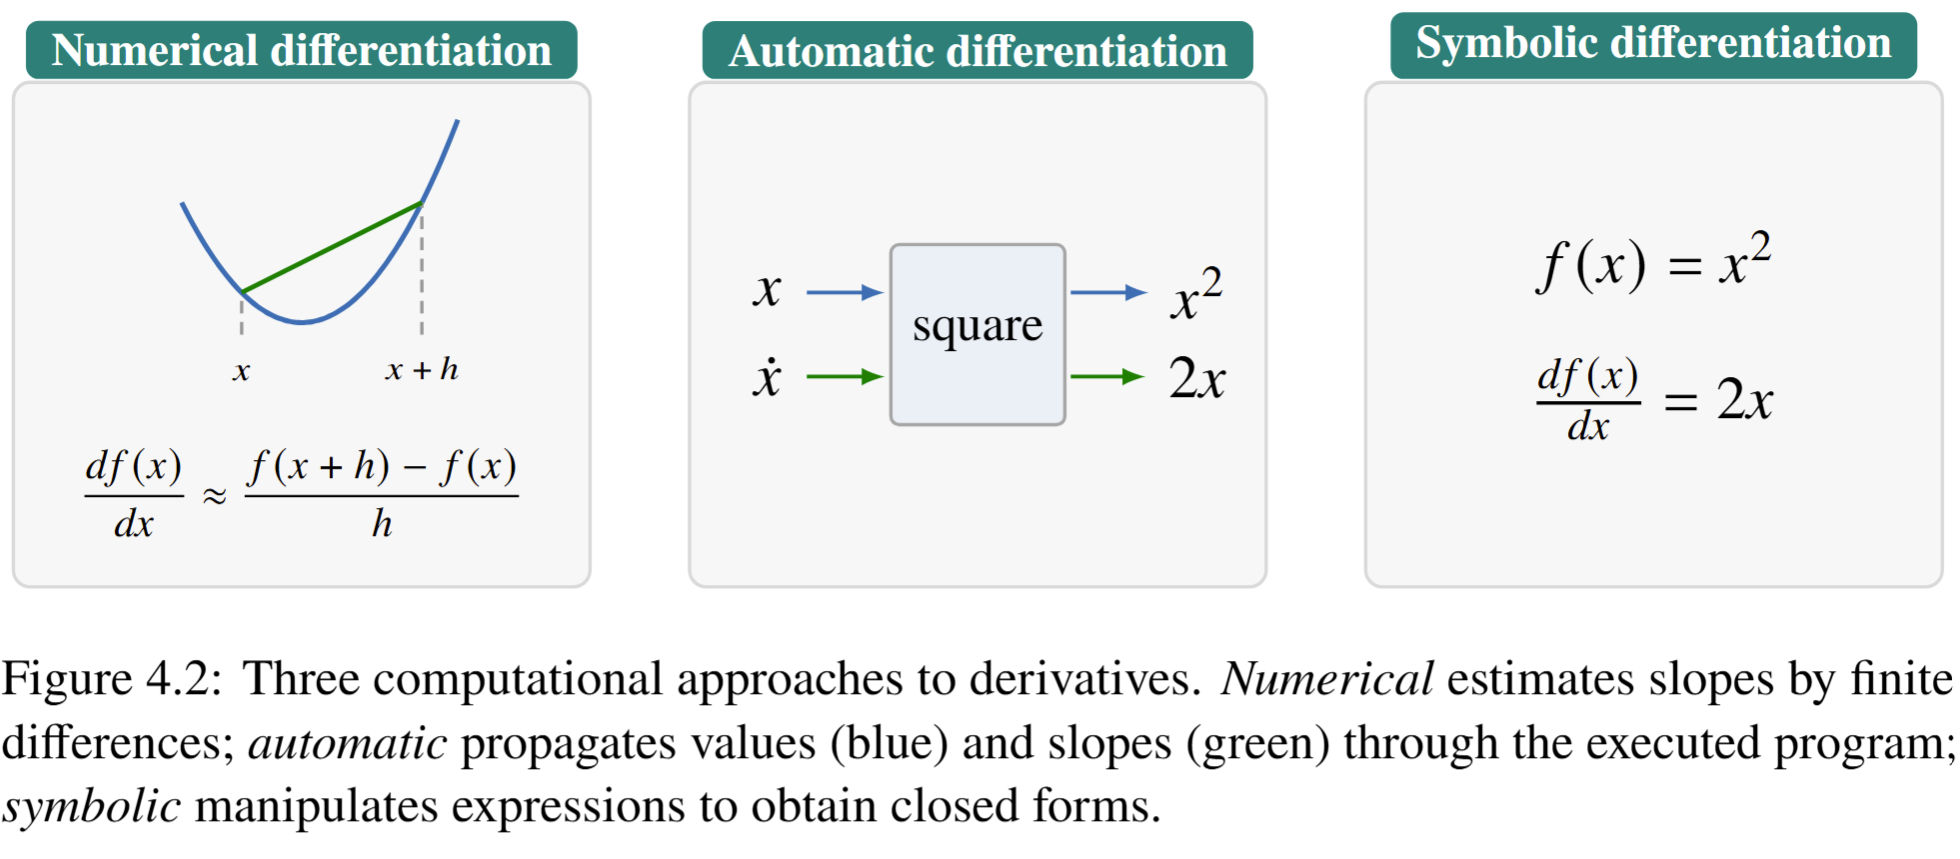 Numerical differentiation
x
x + h
df(x)/dx ≈ (f(x + h) − f(x))/h
Automatic differentiation
x
ẋ
square
x²
2x
Symbolic differentiation
f(x) = x²
df(x)/dx = 2x
Figure 4.2: Three computational approaches to derivatives. Numerical estimates slopes by finite
differences; automatic propagates values (blue) and slopes (green) through the executed program;
symbolic manipulates expressions to obtain closed forms.